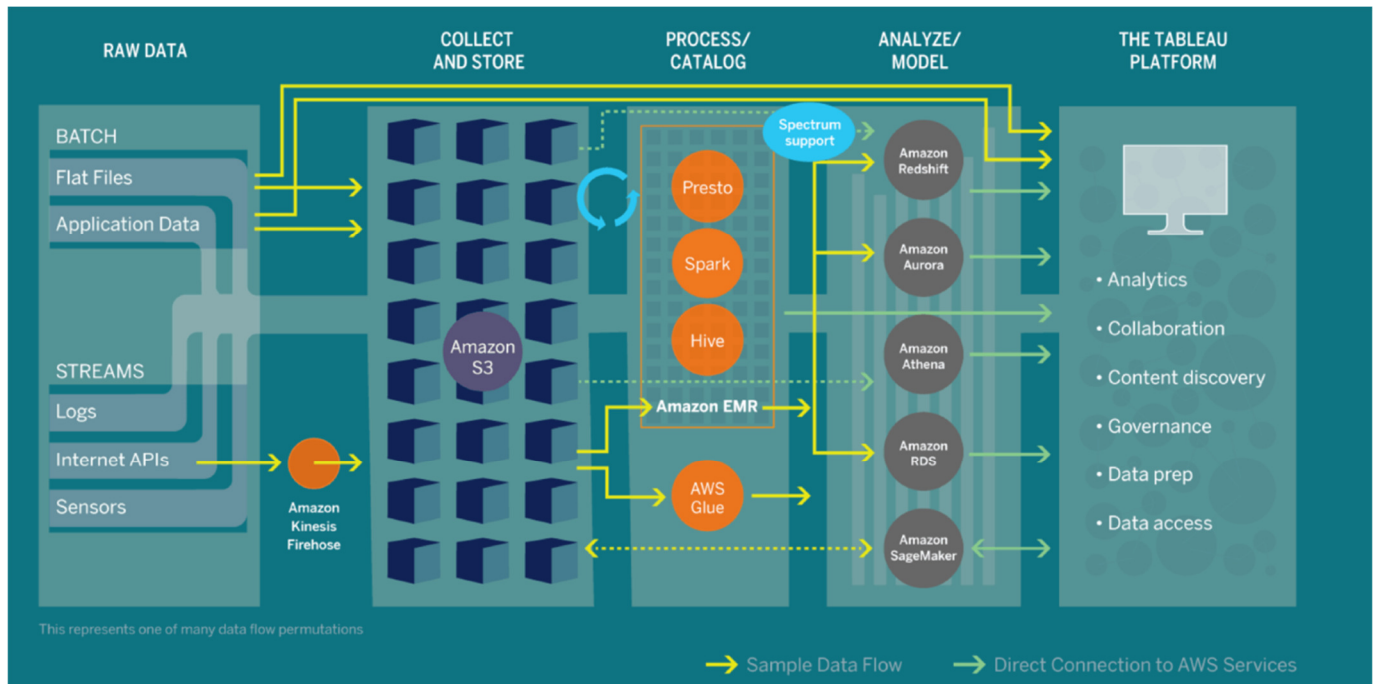 RAW DATA
COLLECT
AND STORE
PROCESS/
CATALOG
ANALYZE/
MODEL
THE TABLEAU
PLATFORM
BATCH
Flat Files
Application Data
STREAMS
Logs
Internet APIs
Sensors
Amazon
Kinesis
Firehose
Amazon
S3
Presto
Spark
Hive
Amazon EMR
AWS
Glue
Spectrum
support
Amazon
Redshift
Amazon
Aurora
Amazon
Athena
Amazon
RDS
Amazon
SageMaker
• Analytics
• Collaboration
• Content discovery
• Governance
• Data prep
• Data access
This represents one of many data flow permutations
Sample Data Flow
Direct Connection to AWS Services